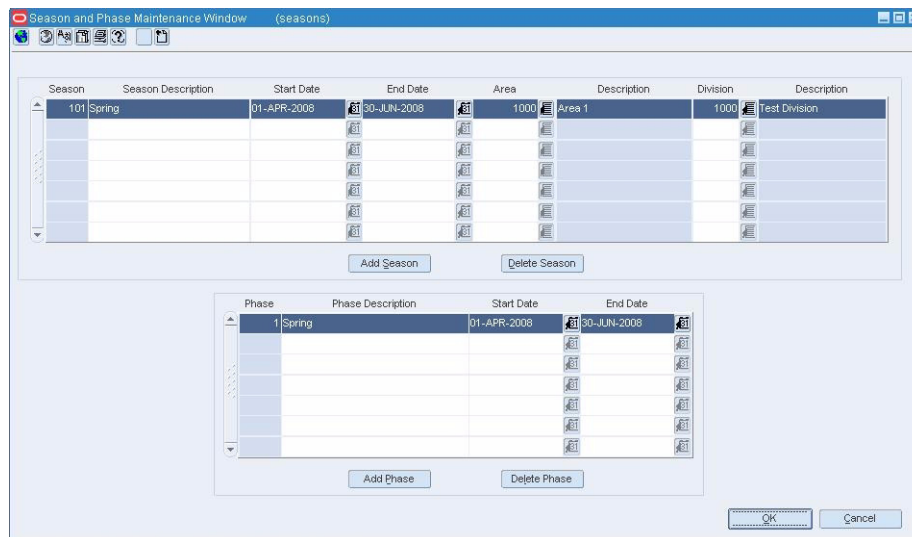 Season and Phase Maintenance Window (seasons)
Season Season Description Start Date End Date Area Description Division Description
101 Spring 01-APR-2008 30-JUN-2008 1000 Area 1 1000 Test Division
Add Season Delete Season
Phase Phase Description Start Date End Date
1 Spring 01-APR-2008 30-JUN-2008
Add Phase Delete Phase
OK Cancel